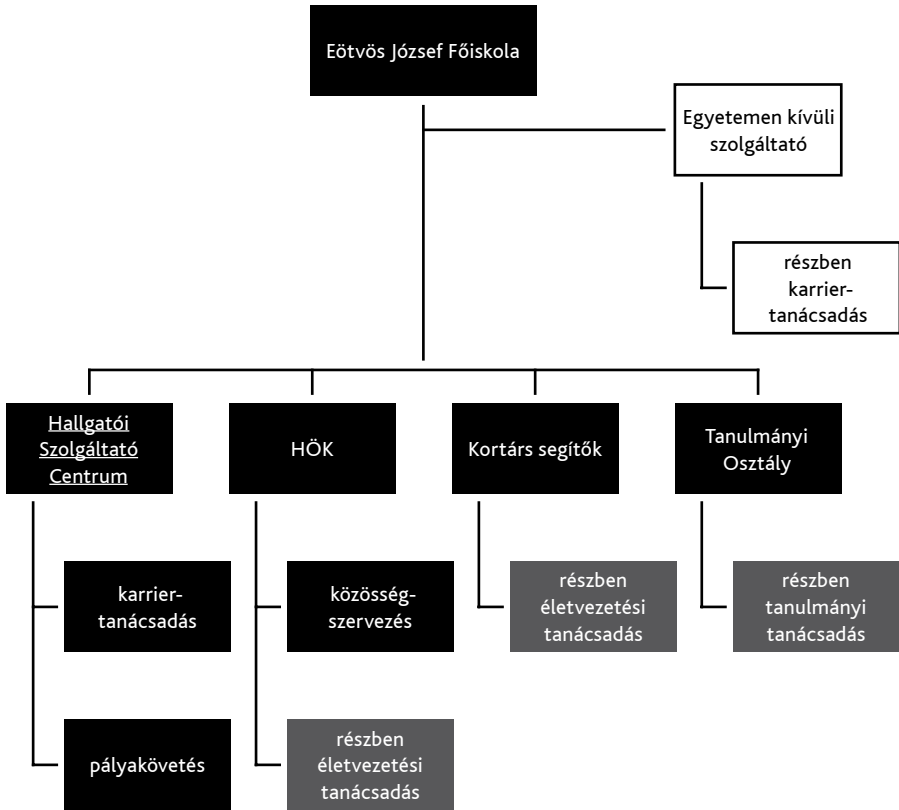 Eötvös József Főiskola
Egyetemen kívüli
szolgáltató
részben
karrier-
tanácsadás
Hallgatói
Szolgáltató
Centrum
HÖK
Kortárs segítők
Tanulmányi
Osztály
karrier-
tanácsadás
közösség-
szervezés
részben
életvezetési
tanácsadás
részben
tanulmányi
tanácsadás
pályakövetés
részben
életvezetési
tanácsadás